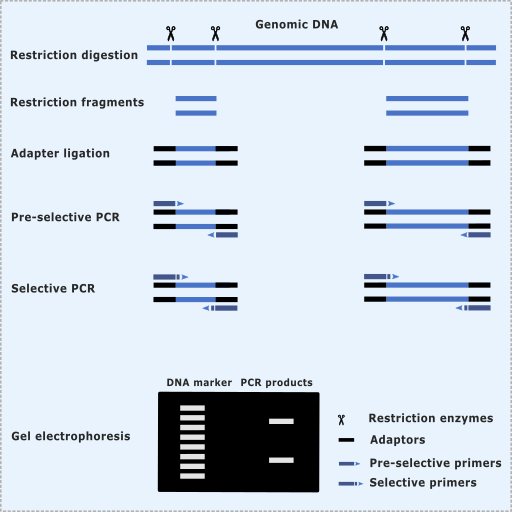 Genomic DNA
Restriction digestion
Restriction fragments
Adapter ligation
Pre-selective PCR
Selective PCR
DNA marker PCR products
Gel electrophoresis
Restriction enzymes
Adaptors
Pre-selective primers
Selective primers